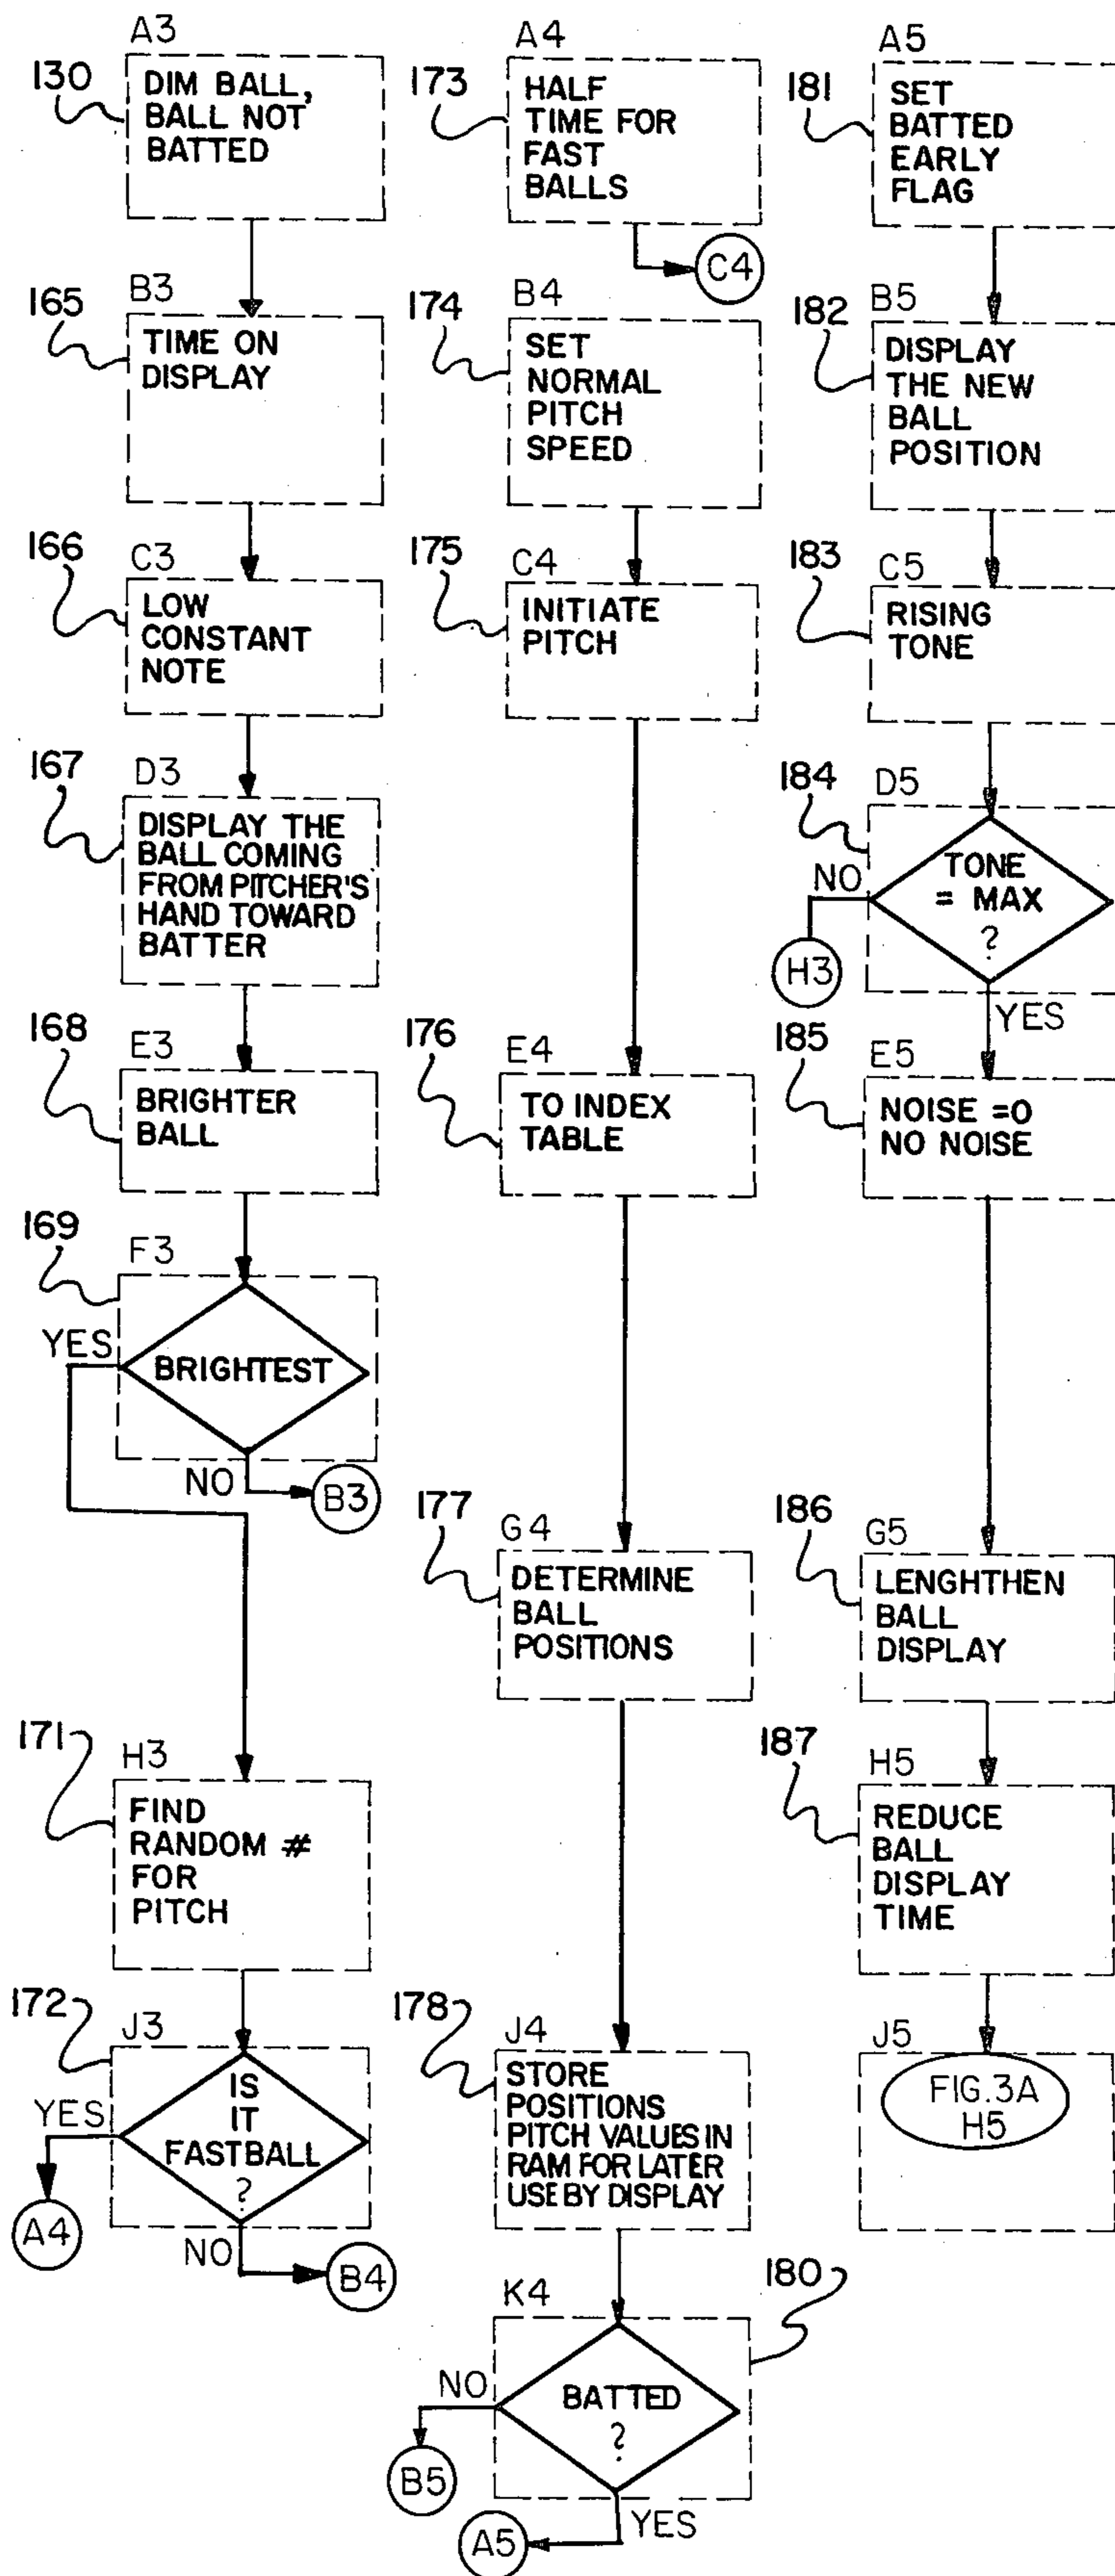 A3
130
DIM BALL,
BALL NOT
BATTED
B3
165
TIME ON
DISPLAY
C3
166
LOW
CONSTANT
NOTE
D3
167
DISPLAY THE
BALL COMING
FROM PITCHER'S
HAND TOWARD
BATTER
E3
168
BRIGHTER
BALL
F3
169
BRIGHTEST
YES
NO
B3
H3
171
FIND
RANDOM #
FOR
PITCH
J3
172
IS
IT
FASTBALL
?
YES
A4
NO
B4
A4
173
HALF
TIME FOR
FAST
BALLS
C4
B4
174
SET
NORMAL
PITCH
SPEED
C4
175
INITIATE
PITCH
E4
176
TO INDEX
TABLE
G4
177
DETERMINE
BALL
POSITIONS
J4
178
STORE
POSITIONS
PITCH VALUES IN
RAM FOR LATER
USE BY DISPLAY
K4
180
BATTED
?
NO
B5
YES
A5
A5
181
SET
BATTED
EARLY
FLAG
B5
182
DISPLAY
THE NEW
BALL
POSITION
C5
183
RISING
TONE
D5
184
TONE
= MAX
?
NO
H3
YES
E5
185
NOISE =0
NO NOISE
G5
186
LENGHTHEN
BALL
DISPLAY
H5
187
REDUCE
BALL
DISPLAY
TIME
J5
FIG.3A
H5